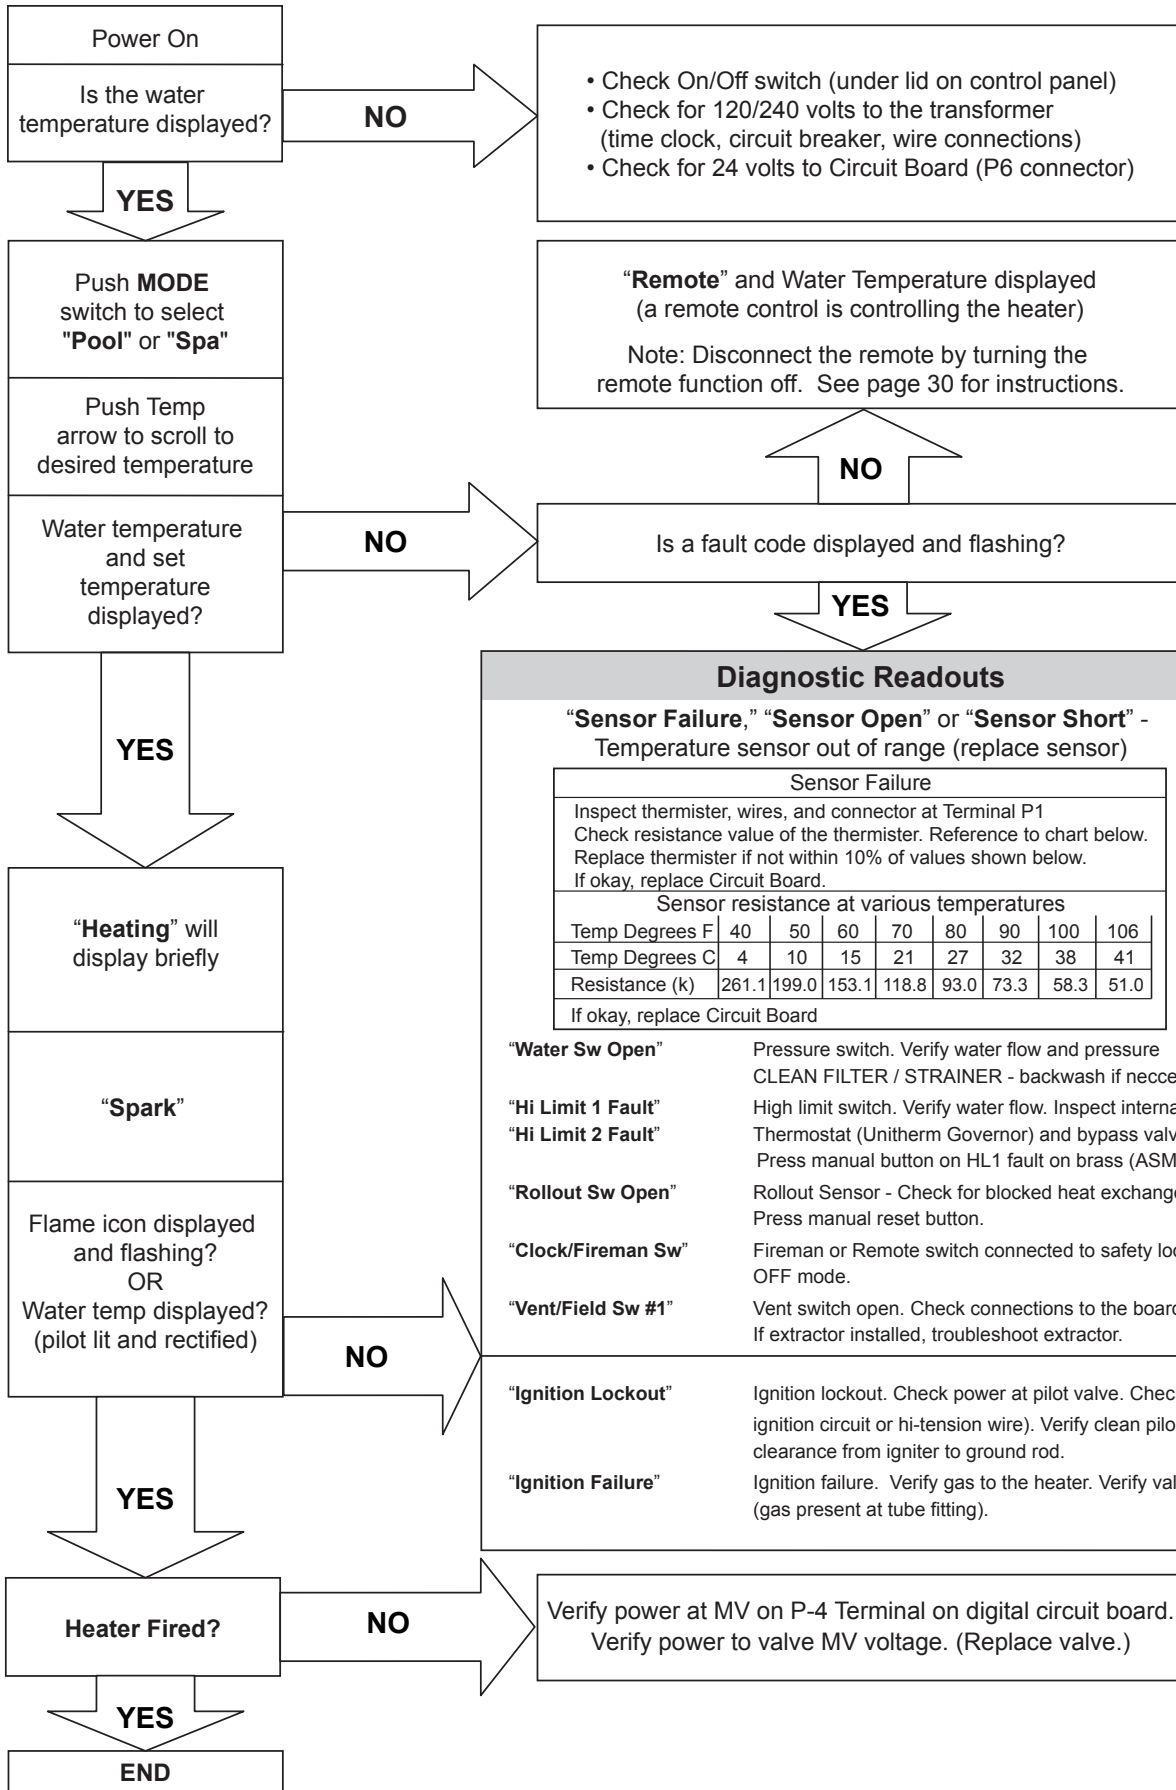 Power On
Is the water
temperature displayed?
NO
• Check On/Off switch (under lid on control panel)
• Check for 120/240 volts to the transformer
(time clock, circuit breaker, wire connections)
• Check for 24 volts to Circuit Board (P6 connector)
YES
Push MODE
switch to select
"Pool" or "Spa"
Push Temp
arrow to scroll to
desired temperature
Water temperature
and set
temperature
displayed?
NO
Is a fault code displayed and flashing?
NO
“Remote” and Water Temperature displayed
(a remote control is controlling the heater)
Note: Disconnect the remote by turning the
remote function off. See page 30 for instructions.
YES
Diagnostic Readouts
“Sensor Failure,” “Sensor Open” or “Sensor Short” -
Temperature sensor out of range (replace sensor)
Sensor Failure
Inspect thermister, wires, and connector at Terminal P1
Check resistance value of the thermister. Reference to chart below.
Replace thermister if not within 10% of values shown below.
If okay, replace Circuit Board.
Sensor resistance at various temperatures
Temp Degrees F 40 50 60 70 80 90 100 106
Temp Degrees C 4 10 15 21 27 32 38 41
Resistance (k) 261.1 199.0 153.1 118.8 93.0 73.3 58.3 51.0
If okay, replace Circuit Board
“Water Sw Open” Pressure switch. Verify water flow and pressure
CLEAN FILTER / STRAINER - backwash if
“Hi Limit 1 Fault” High limit switch. Verify water flow. Inspect
“Hi Limit 2 Fault” Thermostat (Unitherm Governor) and bypass
Press manual button on HL1 fault on brass
“Rollout Sw Open” Rollout Sensor - Check for blocked heat
Press manual reset button.
“Clock/Fireman Sw” Fireman or Remote switch connected to safety
OFF mode.
“Vent/Field Sw #1” Vent switch open. Check connections to the
If extractor installed, troubleshoot extractor.
“Ignition Lockout” Ignition lockout. Check power at pilot valve.
ignition circuit or hi-tension wire). Verify clean
clearance from igniter to ground rod.
“Ignition Failure” Ignition failure. Verify gas to the heater. Verify
(gas present at tube fitting).
YES
“Heating” will
display briefly
“Spark”
Flame icon displayed
and flashing?
OR
Water temp displayed?
(pilot lit and rectified)
NO
YES
Heater Fired?
NO
Verify power at MV on P-4 Terminal on digital circuit board.
Verify power to valve MV voltage. (Replace valve.)
YES
END